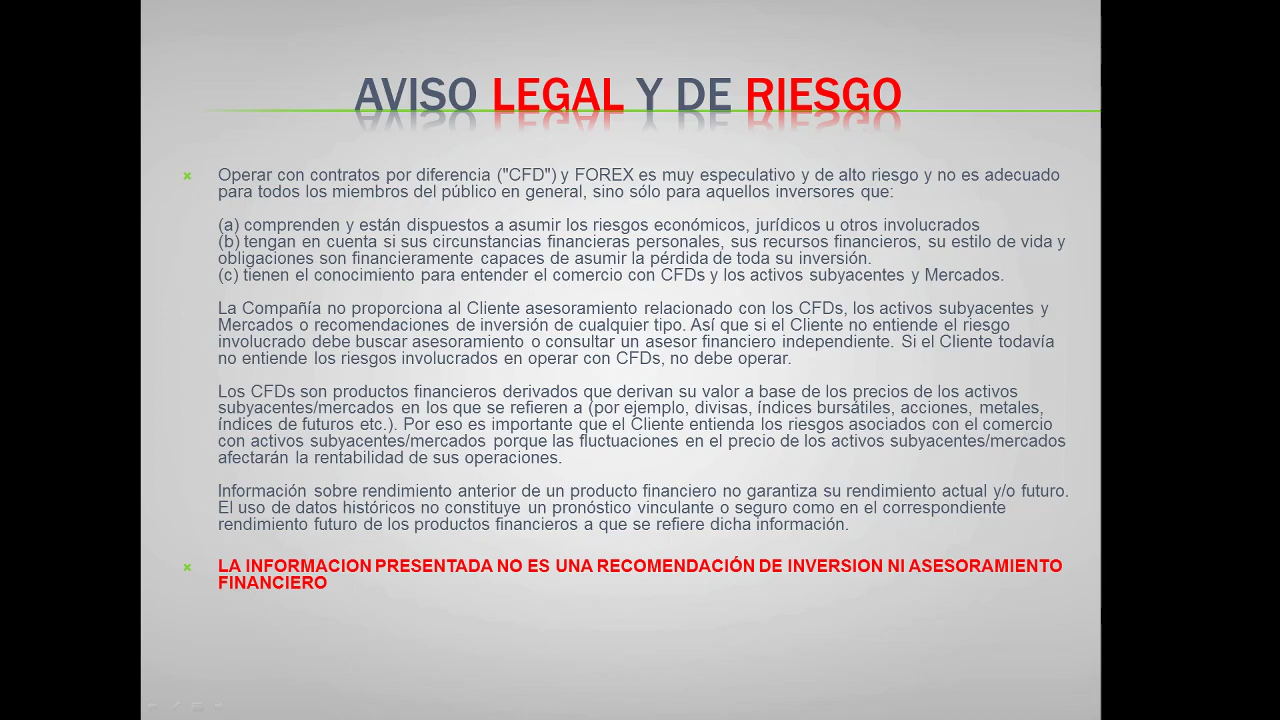 AVISO LEGAL Y DE RIESGO
Operar con contratos por diferencia ("CFD") y FOREX es muy especulativo y de alto riesgo y no es adecuado
para todos los miembros del público en general, sino sólo para aquellos inversores que:
(a) comprenden y están dispuestos a asumir los riesgos económicos, jurídicos u otros involucrados
(b) tengan en cuenta si sus circunstancias financieras personales, sus recursos financieros, su estilo de vida y
obligaciones son financieramente capaces de asumir la pérdida de toda su inversión.
(c) tienen el conocimiento para entender el comercio con CFDs y los activos subyacentes y Mercados.
La Compañía no proporciona al Cliente asesoramiento relacionado con los CFDs, los activos subyacentes y
Mercados o recomendaciones de inversión de cualquier tipo. Así que si el Cliente no entiende el riesgo
involucrado debe buscar asesoramiento o consultar un asesor financiero independiente. Si el Cliente todavía
no entiende los riesgos involucrados en operar con CFDs, no debe operar.
Los CFDs son productos financieros derivados que derivan su valor a base de los precios de los activos
subyacentes/mercados en los que se refieren a (por ejemplo, divisas, índices bursátiles, acciones, metales,
índices de futuros etc.). Por eso es importante que el Cliente entienda los riesgos asociados con el comercio
con activos subyacentes/mercados porque las fluctuaciones en el precio de los activos subyacentes/mercados
afectarán la rentabilidad de sus operaciones.
Información sobre rendimiento anterior de un producto financiero no garantiza su rendimiento actual y/o futuro.
El uso de datos históricos no constituye un pronóstico vinculante o seguro como en el correspondiente
rendimiento futuro de los productos financieros a que se refiere dicha información.
LA INFORMACION PRESENTADA NO ES UNA RECOMENDACIÓN DE INVERSION NI ASESORAMIENTO
FINANCIERO